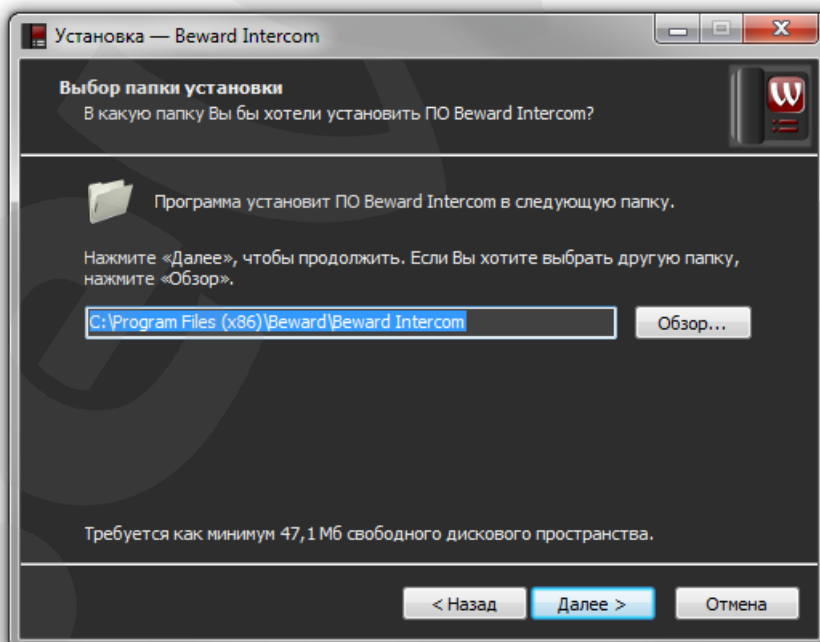 Установка — Beward Intercom
Выбор папки установки
В какую папку Вы бы хотели установить ПО Beward Intercom?
W
Программа установит ПО Beward Intercom в следующую папку.
Нажмите «Далее», чтобы продолжить. Если Вы хотите выбрать другую папку,
нажмите «Обзор».
C:\Program Files (x86)\Beward\Beward Intercom
Обзор...
Требуется как минимум 47,1 Мб свободного дискового пространства.
< Назад
Далее >
Отмена